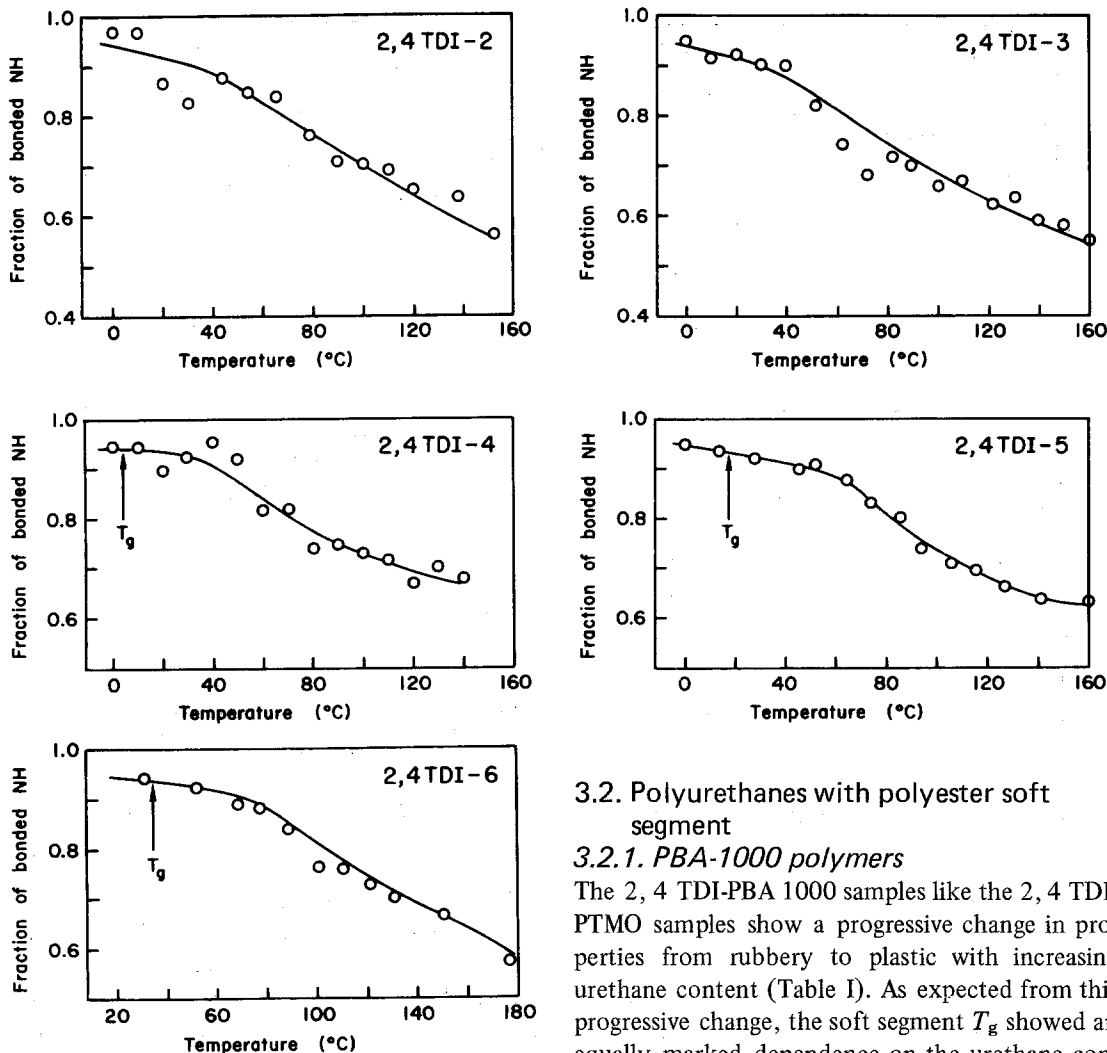 2,4 TDI-2
1.0
0.8
0.6
0.4
Fraction of bonded NH
0 40 80 120 160
Temperature (°C)
2,4 TDI-3
1.0
0.8
0.6
0.4
Fraction of bonded NH
0 40 80 120 160
Temperature (°C)
2,4 TDI-4
1.0
0.8
0.6
Fraction of bonded NH
Tg
0 40 80 120 160
Temperature (°C)
2,4 TDI-5
1.0
0.8
0.6
Fraction of bonded NH
Tg
0 40 80 120 160
Temperature (°C)
2,4 TDI-6
1.0
0.8
0.6
Fraction of bonded NH
Tg
20 60 100 140 180
Temperature (°C)
3.2. Polyurethanes with polyester soft
segment
3.2.1. PBA-1000 polymers
The 2, 4 TDI-PBA 1000 samples like the 2, 4 TDI
PTMO samples show a progressive change in pro
perties from rubbery to plastic with increasin
urethane content (Table I). As expected from thi
progressive change, the soft segment Tg showed a